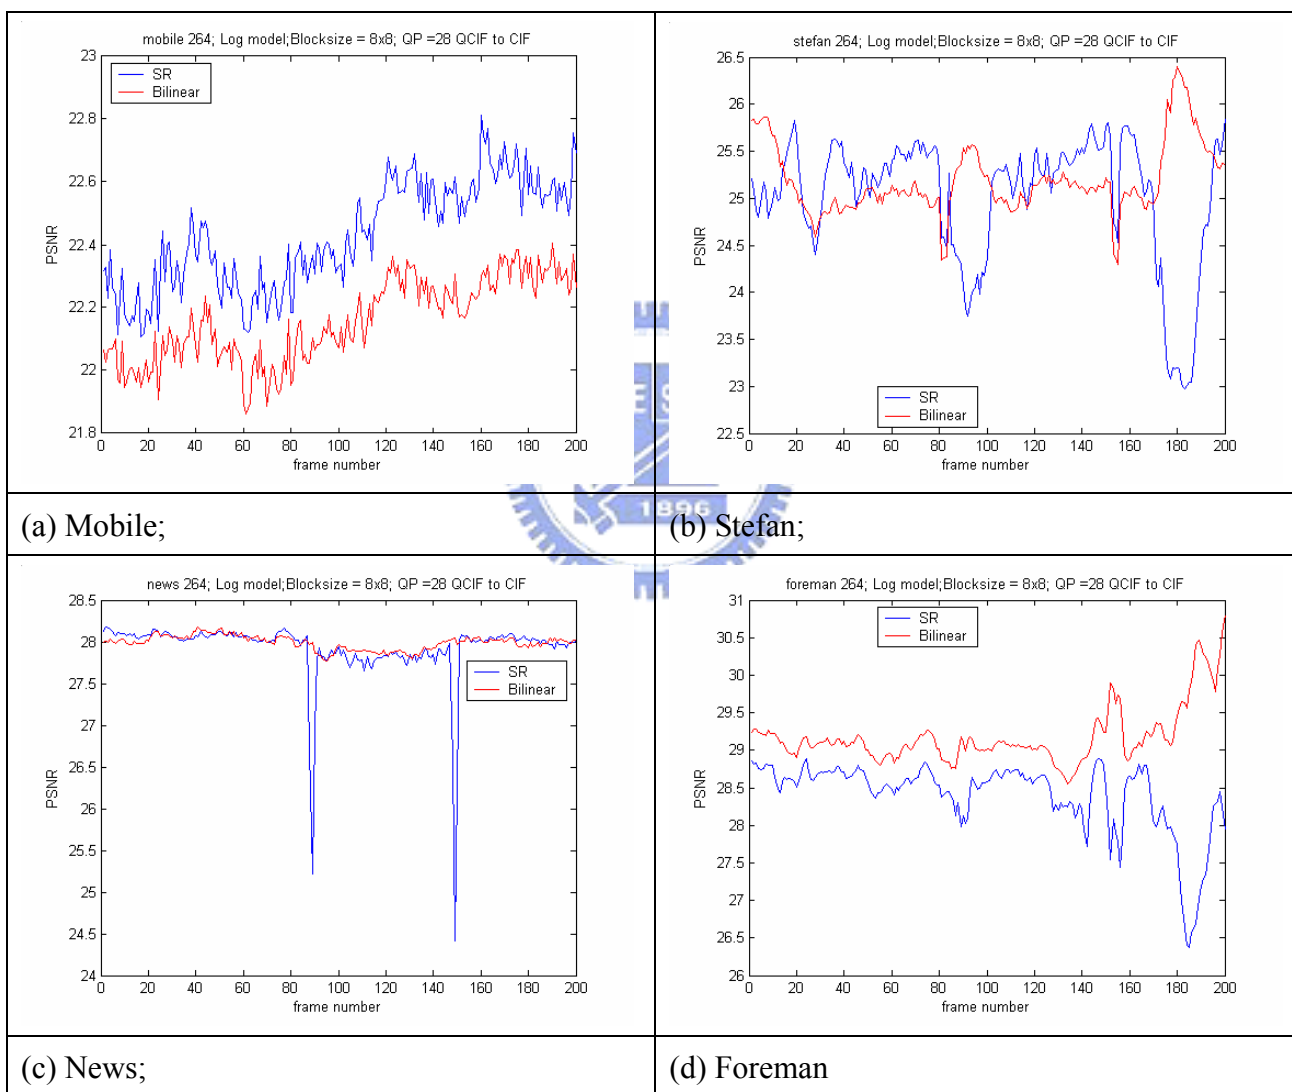 mobile 264; Log model;Blocksize = 8x8; QP =28 QCIF to CIF
23
22.8
22.6
22.4
22.2
22
21.8
PSNR
SR
Bilinear
0 20 40 60 80 100 120 140 160 180 200
frame number
(a) Mobile;
stefan 264; Log model;Blocksize = 8x8; QP =28 QCIF to CIF
26.5
26
25.5
25
24.5
24
23.5
23
22.5
PSNR
SR
Bilinear
0 20 40 60 80 100 120 140 160 180 200
frame number
(b) Stefan;
E
E S
1896
news 264; Log model;Blocksize = 8x8; QP =28 QCIF to CIF
28.5
28
27.5
27
26.5
26
25.5
25
24.5
24
PSNR
SR
Bilinear
0 20 40 60 80 100 120 140 160 180 200
frame number
(c) News;
foreman 264; Log model;Blocksize = 8x8; QP =28 QCIF to CIF
31
30.5
30
29.5
29
28.5
28
27.5
27
26.5
26
PSNR
SR
Bilinear
0 20 40 60 80 100 120 140 160 180 200
frame number
(d) Foreman